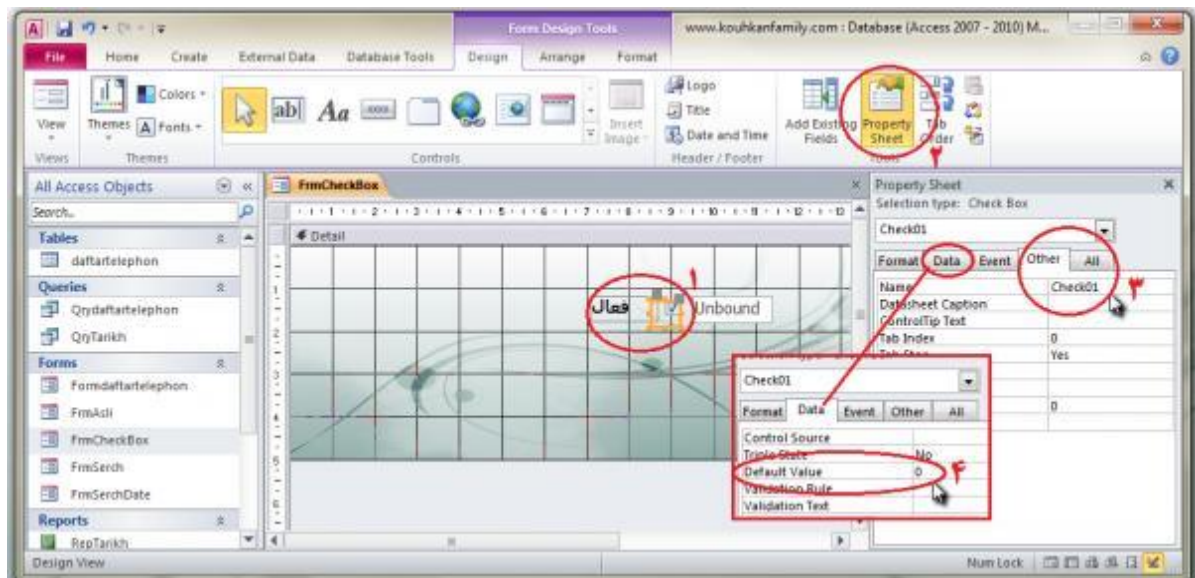 Form Design Tools
www.kouhkanfamily.com : Database (Access 2007 - 2010) M...
File Home Create External Data Database Tools Design Arrange Format
View
Themes
Colors
A Fonts
ab| Aa xxxx
Insert Image
Logo
Title
Date and Time
Add Existing Fields
Property Sheet
Tab Order
Views Themes Controls Header / Footer Tools
۲
All Access Objects
Search..
Tables
daftartelephon
Queries
Qrydaftartelephon
QryTarikh
Forms
Formdaftartelephon
FrmAsli
FrmCheckBox
FrmSerch
FrmSerchDate
Reports
RepTarikh
FrmCheckBox
Detail
۱
فعال
Unbound
Property Sheet
Selection type: Check Box
Check01
Format Data Event Other All
۳
Name Check01
Datasheet Caption
ControlTip Text
Tab Index 0
Tab Stop Yes
0
Check01
Format Data Event Other All
Control Source
Triple State No
Default Value 0
۴
Validation Rule
Validation Text
Design View
Num Lock